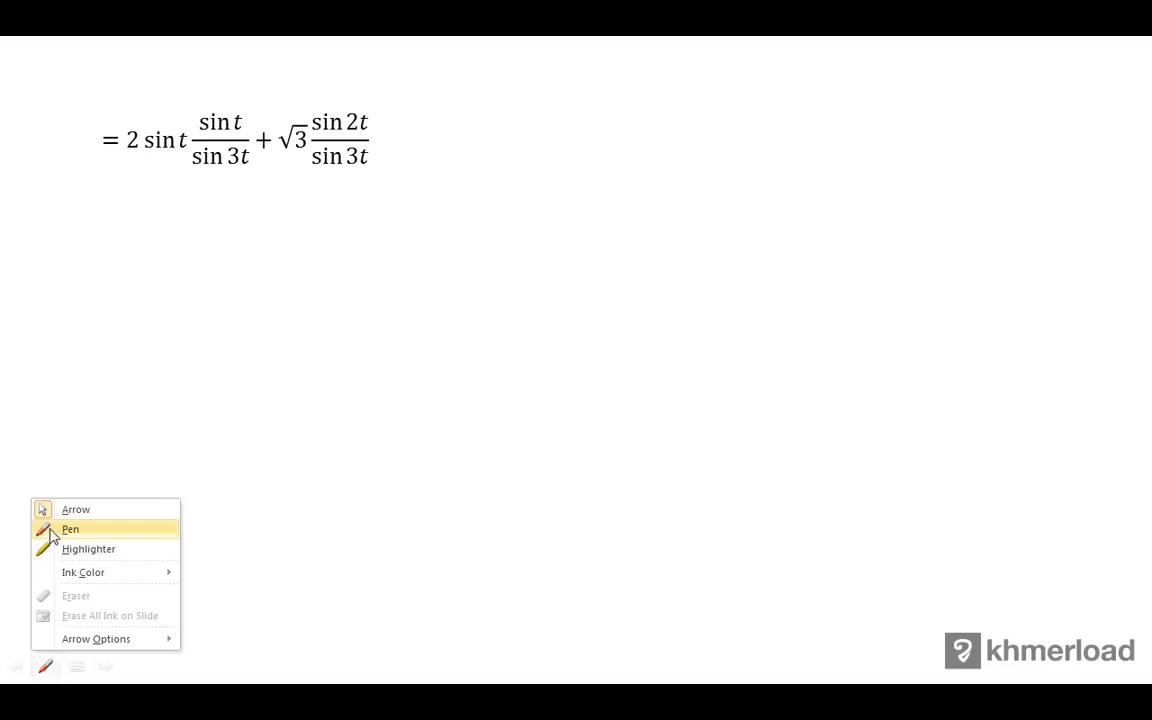 = 2 sin t sin t / sin 3t + √3 sin 2t / sin 3t
Arrow
Pen
Highlighter
Ink Color
Eraser
Erase All Ink on Slide
Arrow Options
khmerload